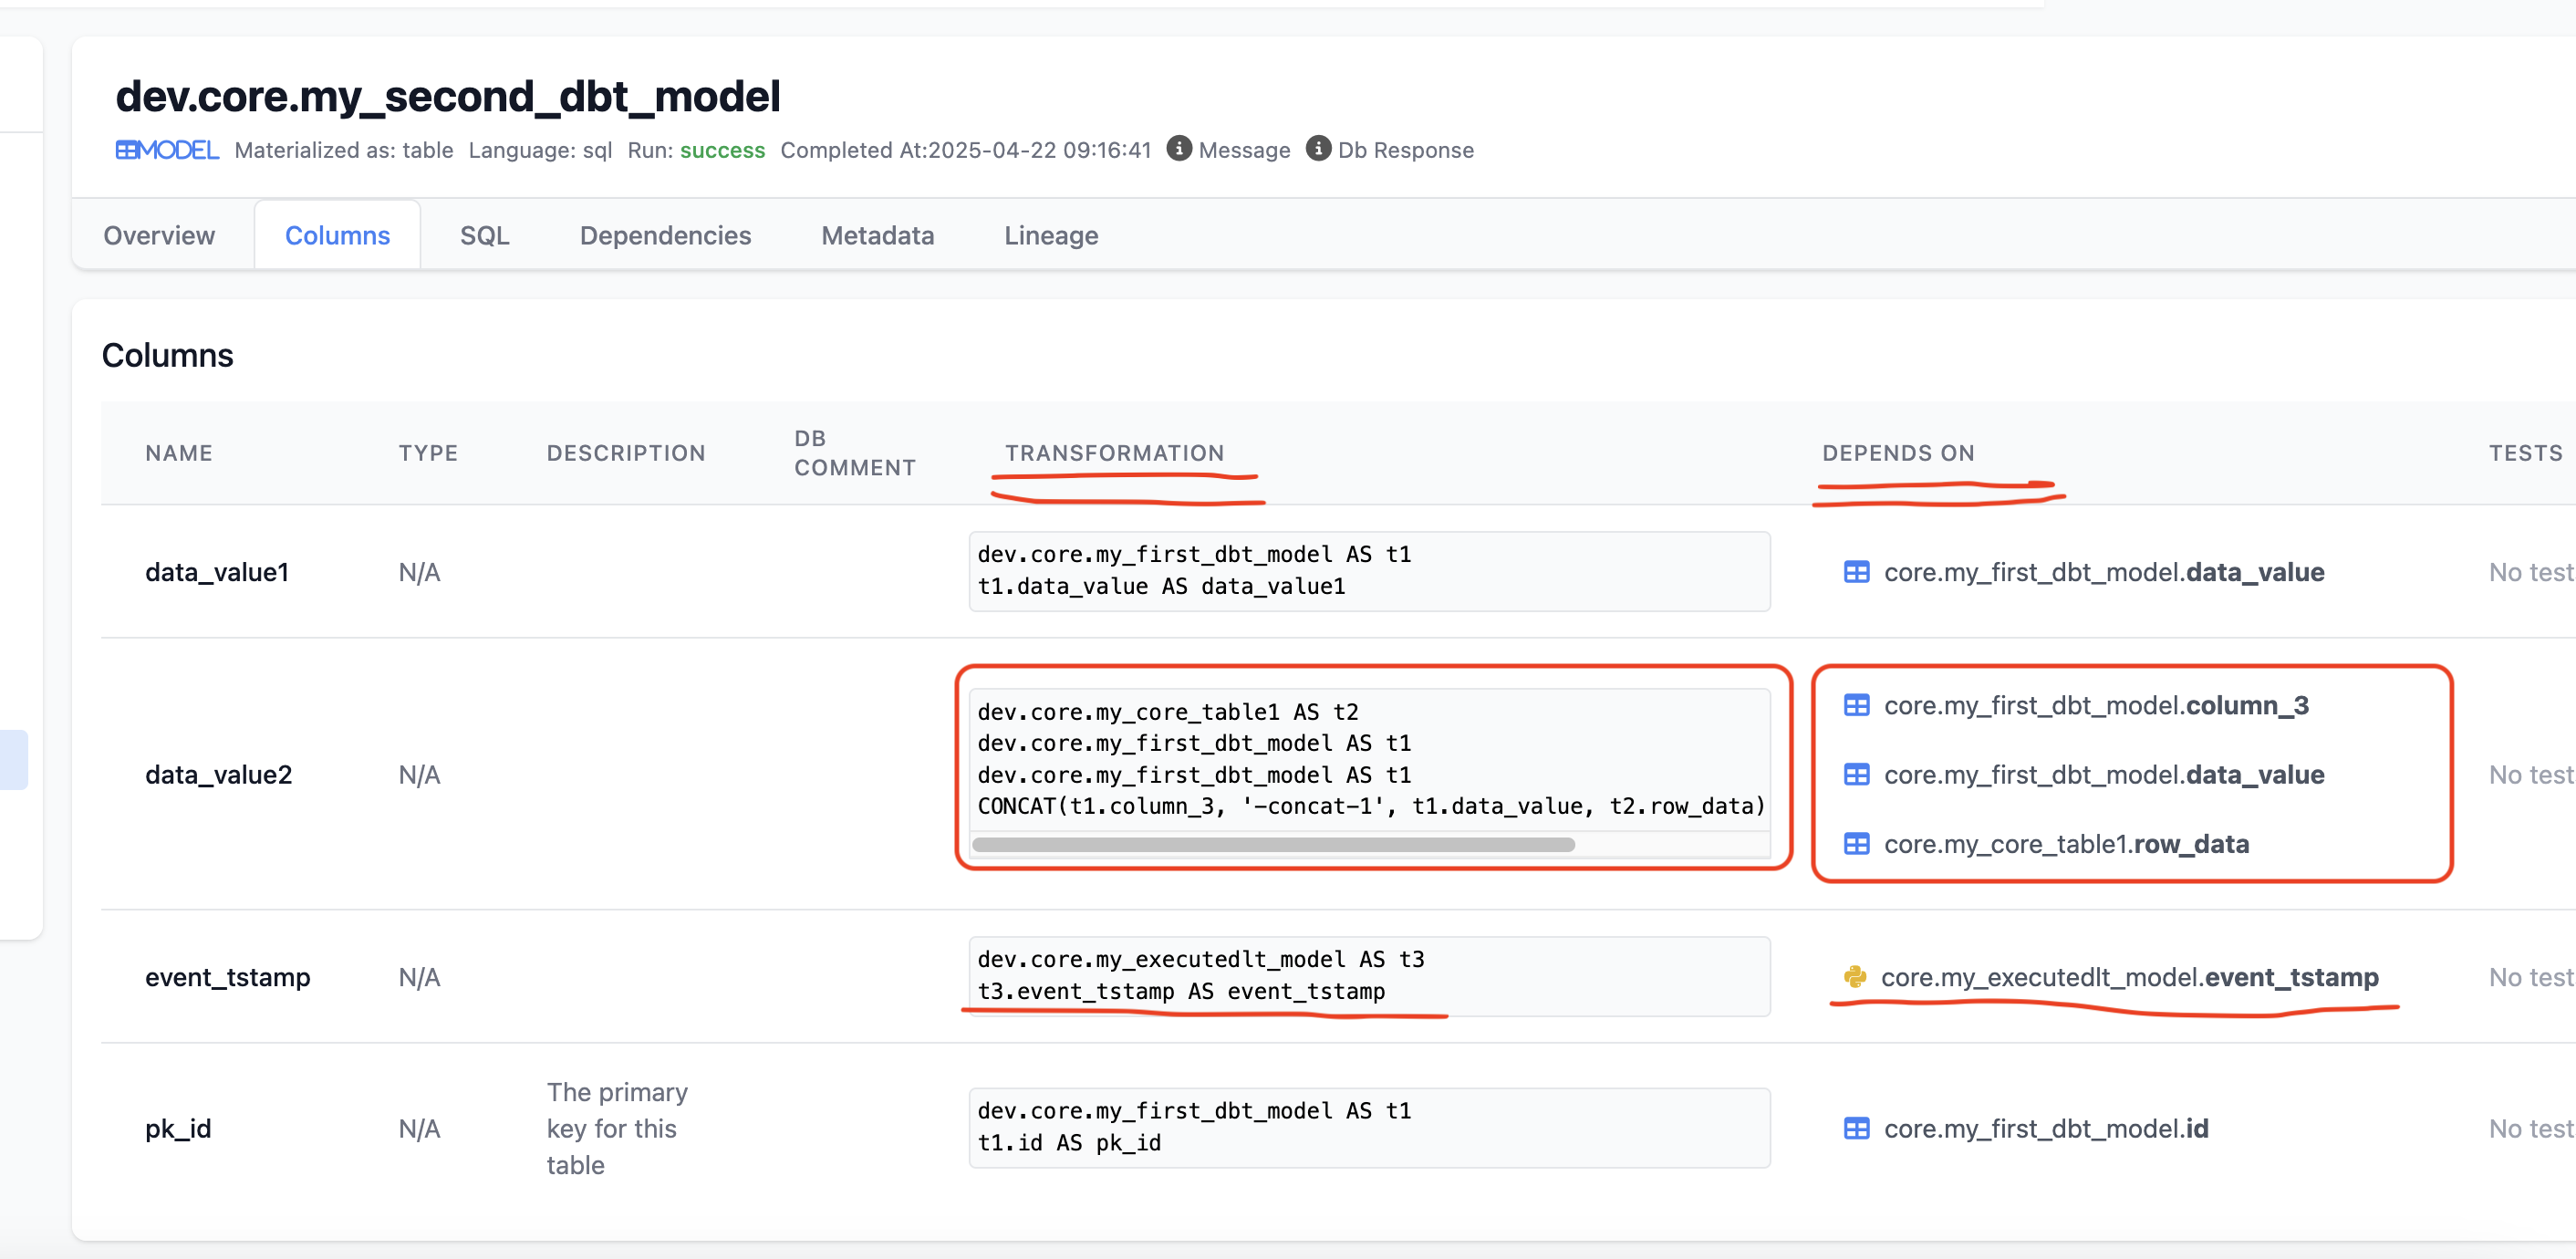 dev.core.my_second_dbt_model
MODEL Materialized as: table Language: sql Run: success Completed At:2025-04-22 09:16:41 Message Db Response
Overview Columns SQL Dependencies Metadata Lineage
Columns
NAME TYPE DESCRIPTION DB COMMENT TRANSFORMATION DEPENDS ON TESTS
data_value1 N/A
dev.core.my_first_dbt_model AS t1
t1.data_value AS data_value1
core.my_first_dbt_model.data_value
No test
data_value2 N/A
dev.core.my_core_table1 AS t2
dev.core.my_first_dbt_model AS t1
dev.core.my_first_dbt_model AS t1
CONCAT(t1.column_3, '-concat-1', t1.data_value, t2.row_data)
core.my_first_dbt_model.column_3
core.my_first_dbt_model.data_value
core.my_core_table1.row_data
No test
event_tstamp N/A
dev.core.my_executedlt_model AS t3
t3.event_tstamp AS event_tstamp
core.my_executedlt_model.event_tstamp
No test
pk_id N/A
The primary
key for this
table
dev.core.my_first_dbt_model AS t1
t1.id AS pk_id
core.my_first_dbt_model.id
No test